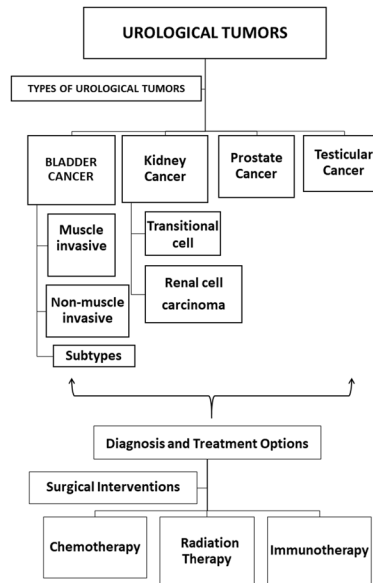 UROLOGICAL TUMORS
TYPES OF UROLOGICAL TUMORS
BLADDER
CANCER
Kidney
Cancer
Prostate
Cancer
Testicular
Cancer
Muscle
invasive
Transitional
cell
Non-muscle
invasive
Renal cell
carcinoma
Subtypes
Diagnosis and Treatment Options
Surgical Interventions
Chemotherapy
Radiation
Therapy
Immunotherapy